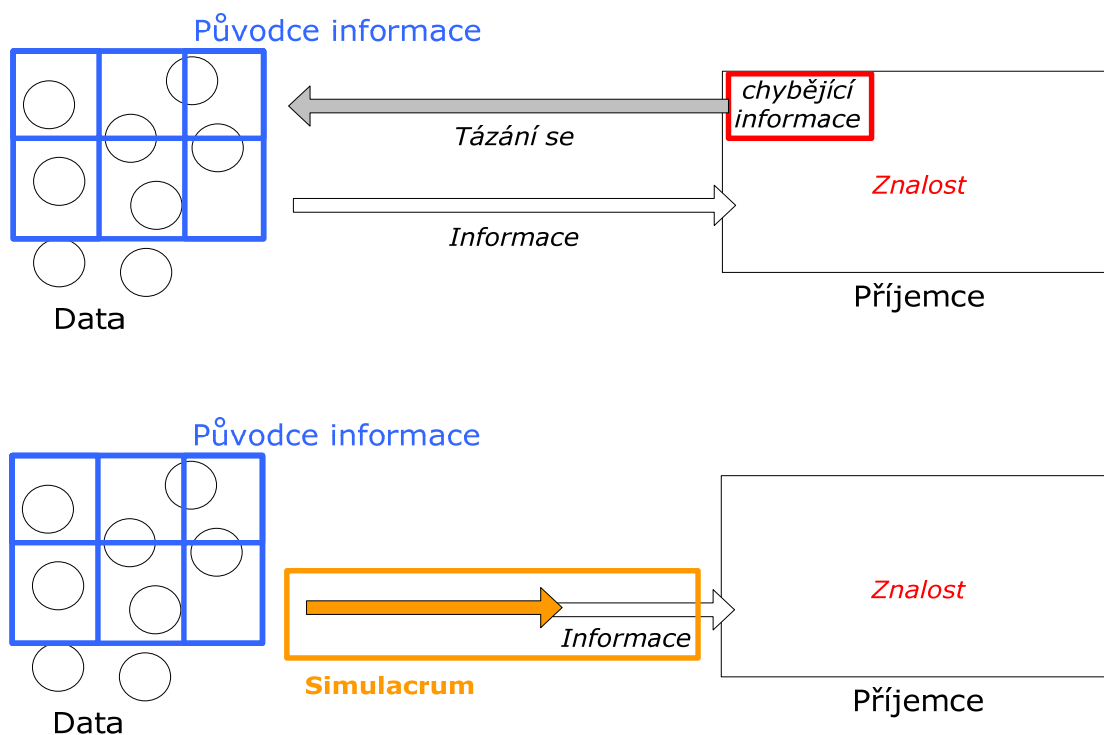 Původce informace
chybějící
informace
Tázání se
Znalost
Informace
Příjemce
Data
Původce informace
Znalost
Informace
Simulacrum
Příjemce
Data